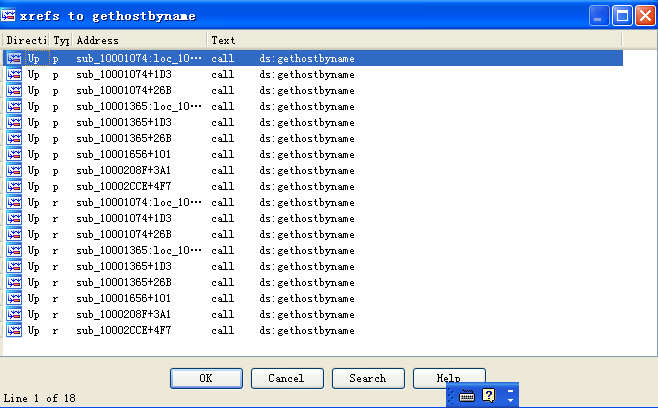 xrefs to gethostbyname
Directi Typ Address Text
Up p sub_10001074:loc_10… call ds:gethostbyname
Up p sub_10001074+1D3 call ds:gethostbyname
Up p sub_10001074+26B call ds:gethostbyname
Up p sub_10001365:loc_10… call ds:gethostbyname
Up p sub_10001365+1D3 call ds:gethostbyname
Up p sub_10001365+26B call ds:gethostbyname
Up p sub_10001656+101 call ds:gethostbyname
Up p sub_1000208F+3A1 call ds:gethostbyname
Up p sub_10002CCE+4F7 call ds:gethostbyname
Up r sub_10001074:loc_10… call ds:gethostbyname
Up r sub_10001074+1D3 call ds:gethostbyname
Up r sub_10001074+26B call ds:gethostbyname
Up r sub_10001365:loc_10… call ds:gethostbyname
Up r sub_10001365+1D3 call ds:gethostbyname
Up r sub_10001365+26B call ds:gethostbyname
Up r sub_10001656+101 call ds:gethostbyname
Up r sub_1000208F+3A1 call ds:gethostbyname
Up r sub_10002CCE+4F7 call ds:gethostbyname
OK Cancel Search Help
Line 1 of 18